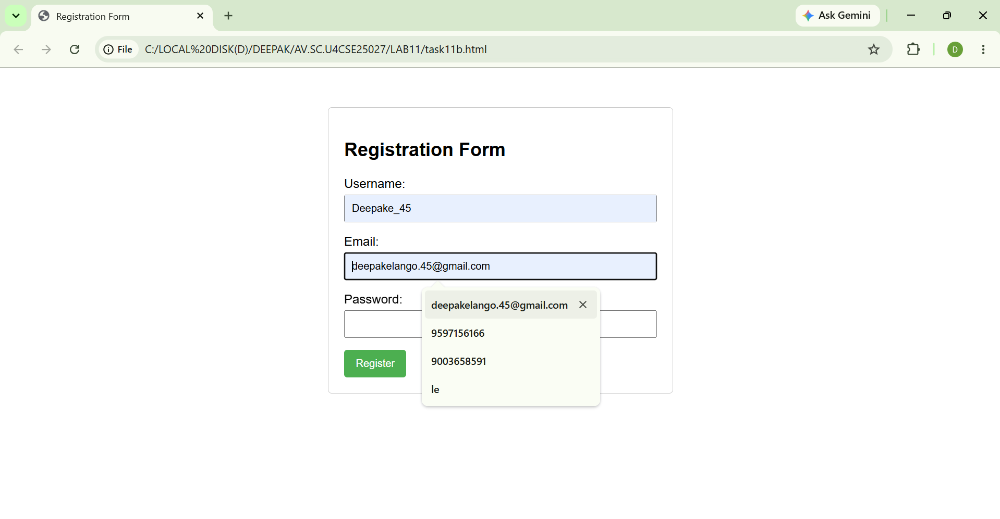 Registration Form
Ask Gemini
File
C:/LOCAL%20DISK(D)/DEEPAK/AV.SC.U4CSE25027/LAB11/task11b.html
D
Registration Form
Username:
Deepake_45
Email:
deepakelango.45@gmail.com
Password:
deepakelango.45@gmail.com
9597156166
9003658591
le
Register